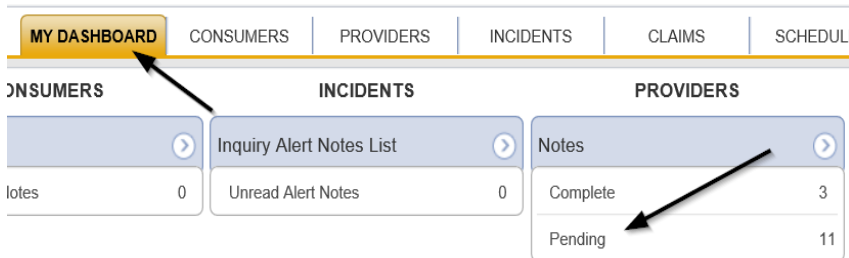 MY DASHBOARD CONSUMERS PROVIDERS INCIDENTS CLAIMS SCHEDUL
ONSUMERS INCIDENTS PROVIDERS
Inquiry Alert Notes List Notes
lotes 0 Unread Alert Notes 0 Complete 3
Pending 11